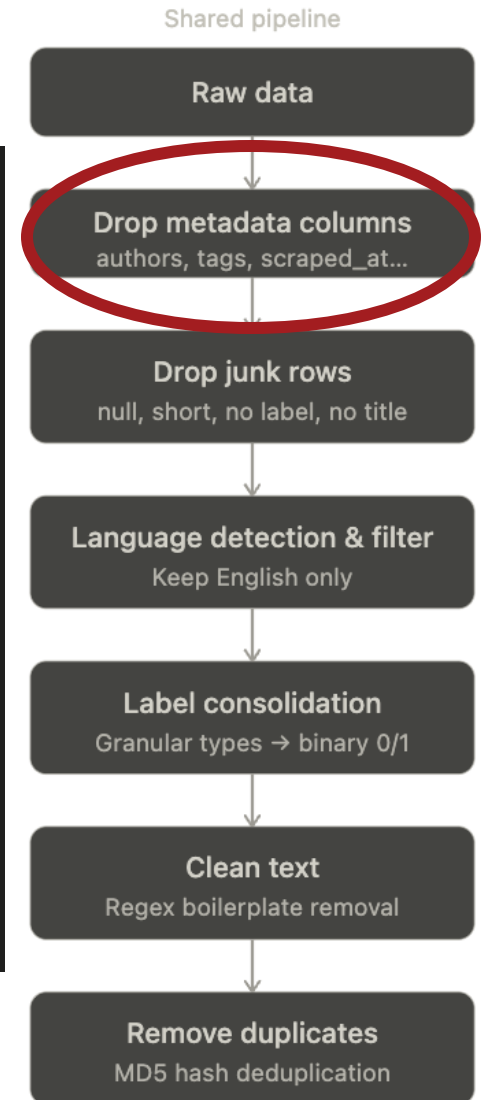 Shared pipeline
Raw data
Drop metadata columns
authors, tags, scraped_at...
Drop junk rows
null, short, no label, no title
Language detection & filter
Keep English only
Label consolidation
Granular types → binary 0/1
Clean text
Regex boilerplate removal
Remove duplicates
MD5 hash deduplication